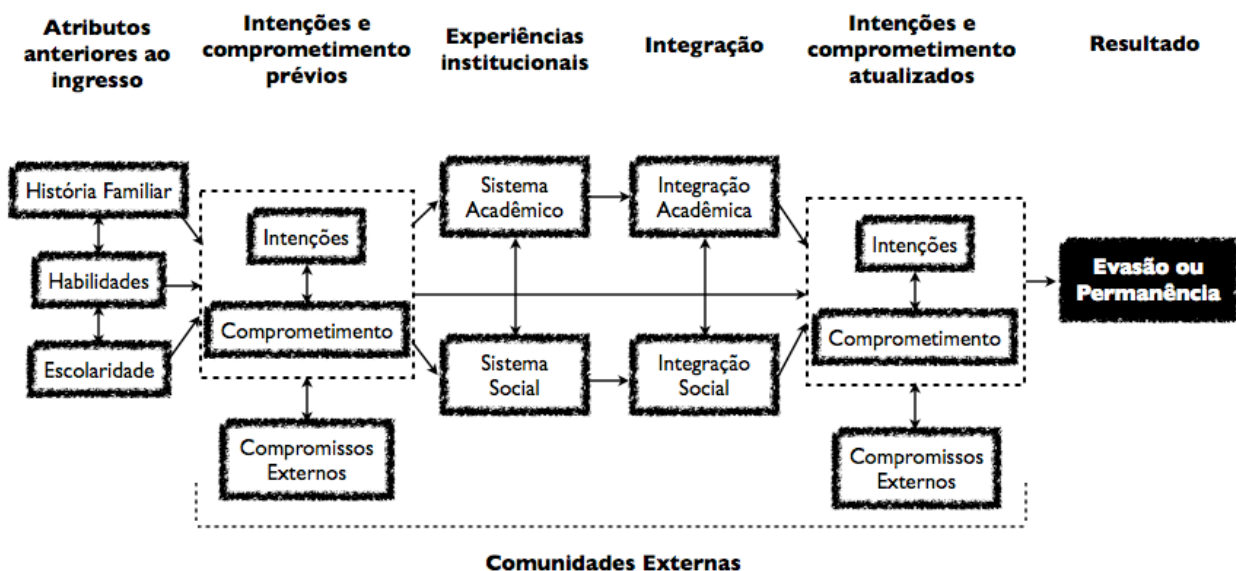 Atributos
anteriores ao
ingresso
Intenções e
comprometimento
prévios
Experiências
institucionais
Integração
Intenções e
comprometimento
atualizados
Resultado
História Familiar
Habilidades
Escolaridade
Intenções
Comprometimento
Compromissos
Externos
Sistema
Acadêmico
Sistema
Social
Integração
Acadêmica
Integração
Social
Intenções
Comprometimento
Compromissos
Externos
Evasão ou
Permanência
Comunidades Externas